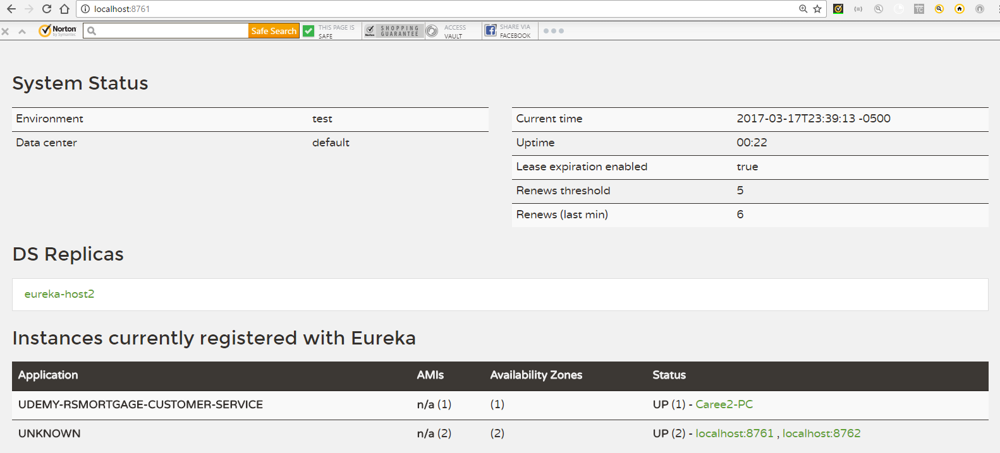 localhost:8761
Norton
by Symantec
Safe Search
THIS PAGE IS
SAFE
Norton
SHOPPING
GUARANTEE
ACCESS
VAULT
SHARE VIA
FACEBOOK
TC
System Status
Environment test
Data center default
Current time 2017-03-17T23:39:13 -0500
Uptime 00:22
Lease expiration enabled true
Renews threshold 5
Renews (last min) 6
DS Replicas
eureka-host2
Instances currently registered with Eureka
Application AMIs Availability Zones Status
UDEMY-RSMORTGAGE-CUSTOMER-SERVICE n/a (1) (1) UP (1) - Caree2-PC
UNKNOWN n/a (2) (2) UP (2) - localhost:8761 , localhost:8762